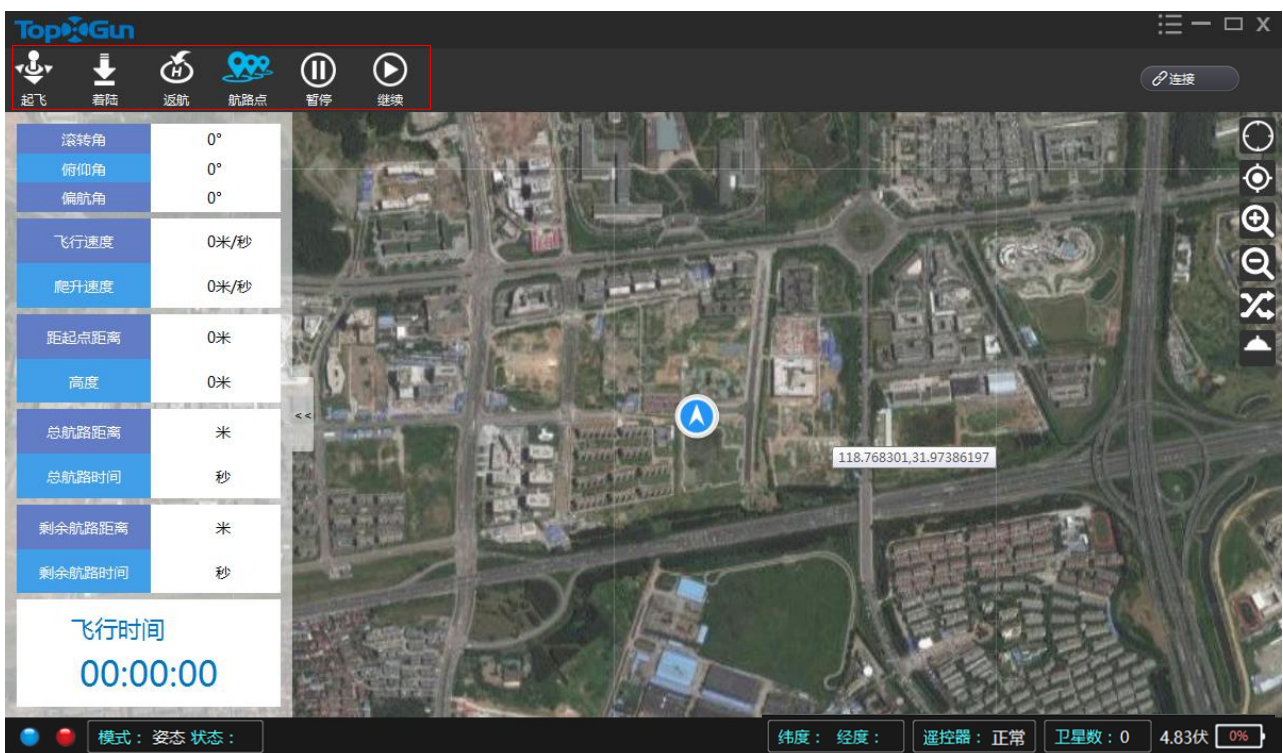 TopXGun
X
起飞 着陆 返航 航路点 暂停 继续
连接
滚转角 0°
俯仰角 0°
偏航角 0°
飞行速度 0米/秒
爬升速度 0米/秒
距起点距离 0米
高度 0米
<<
总航路距离 米
118.768301,31.97386197
总航路时间 秒
剩余航路距离 米
剩余航路时间 秒
飞行时间
00:00:00
模式： 姿态 状态： 纬度： 经度： 遥控器： 正常 卫星数：0 4.83伏 0%